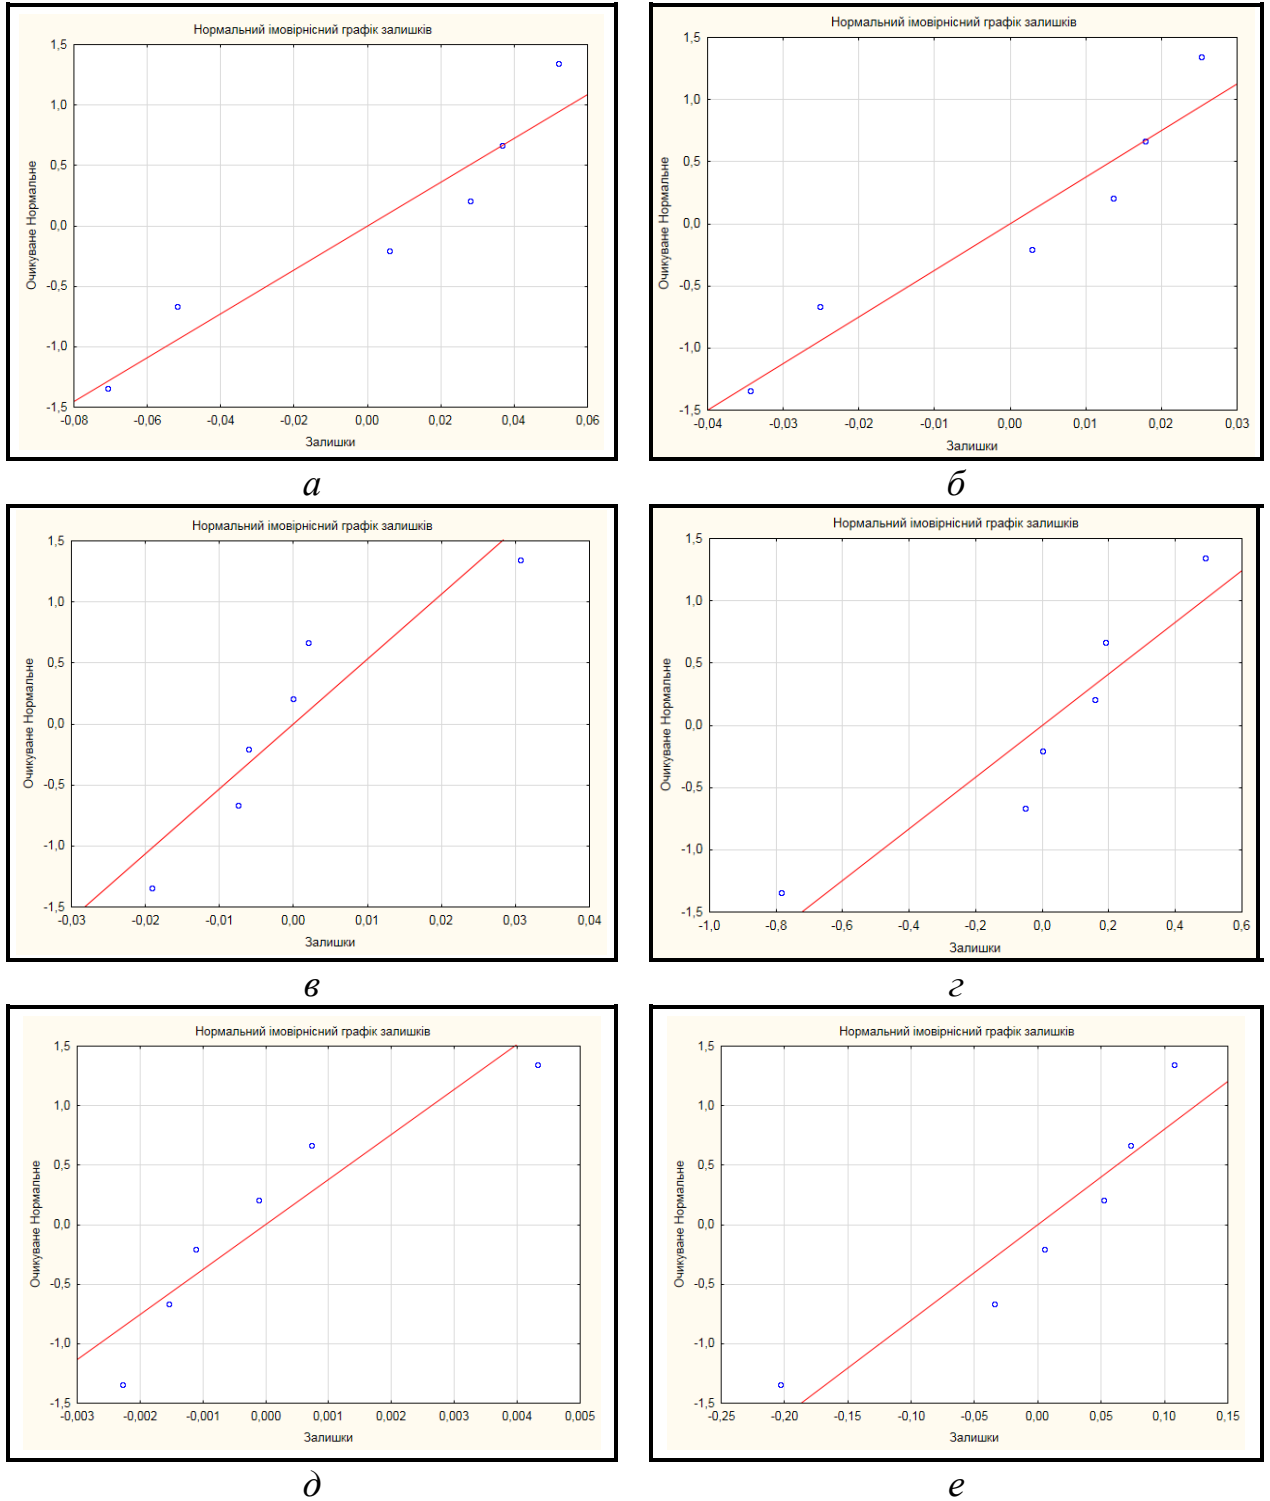 Нормальний імовірнісний графік залишків
1,5
1,0
0,5
0,0
-0,5
-1,0
-1,5
Очикуване Нормальне
-0,08 -0,06 -0,04 -0,02 0,00 0,02 0,04 0,06
Залишки
а
Нормальний імовірнісний графік залишків
1,5
1,0
0,5
0,0
-0,5
-1,0
-1,5
Очикуване Нормальне
-0,04 -0,03 -0,02 -0,01 0,00 0,01 0,02 0,03
Залишки
б
Нормальний імовірнісний графік залишків
1,5
1,0
0,5
0,0
-0,5
-1,0
-1,5
Очикуване Нормальне
-0,03 -0,02 -0,01 0,00 0,01 0,02 0,03 0,04
Залишки
в
Нормальний імовірнісний графік залишків
1,5
1,0
0,5
0,0
-0,5
-1,0
-1,5
Очикуване Нормальне
-1,0 -0,8 -0,6 -0,4 -0,2 0,0 0,2 0,4 0,6
Залишки
г
Нормальний імовірнісний графік залишків
1,5
1,0
0,5
0,0
-0,5
-1,0
-1,5
Очикуване Нормальне
-0,003 -0,002 -0,001 0,000 0,001 0,002 0,003 0,004 0,005
Залишки
д
Нормальний імовірнісний графік залишків
1,5
1,0
0,5
0,0
-0,5
-1,0
-1,5
Очикуване Нормальне
-0,25 -0,20 -0,15 -0,10 -0,05 0,00 0,05 0,10 0,15
Залишки
е